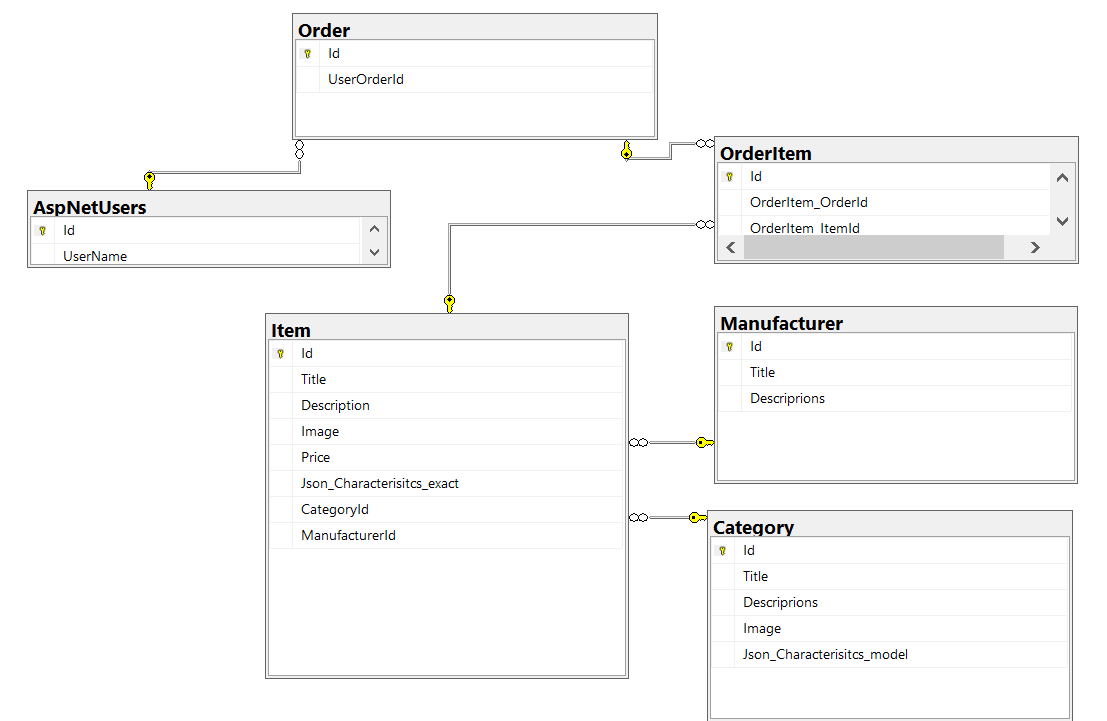 Order
Id
UserOrderId
OrderItem
Id
OrderItem_OrderId
OrderItem_ItemId
AspNetUsers
Id
UserName
Item
Id
Title
Description
Image
Price
Json_Characterisitcs_exact
CategoryId
ManufacturerId
Manufacturer
Id
Title
Descriprions
Category
Id
Title
Descriprions
Image
Json_Characterisitcs_model